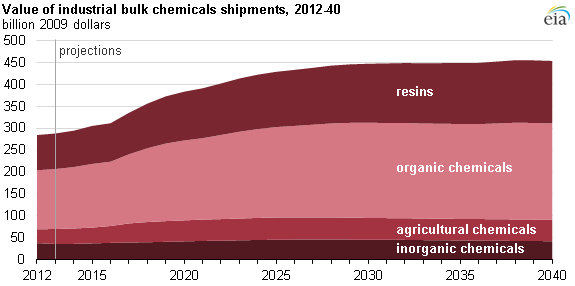 Value of industrial bulk chemicals shipments, 2012-40
billion 2009 dollars
eia
500
projections
450
400
resins
350
300
250
organic chemicals
200
150
100
agricultural chemicals
50
inorganic chemicals
0
2012 2015 2020 2025 2030 2035 2040